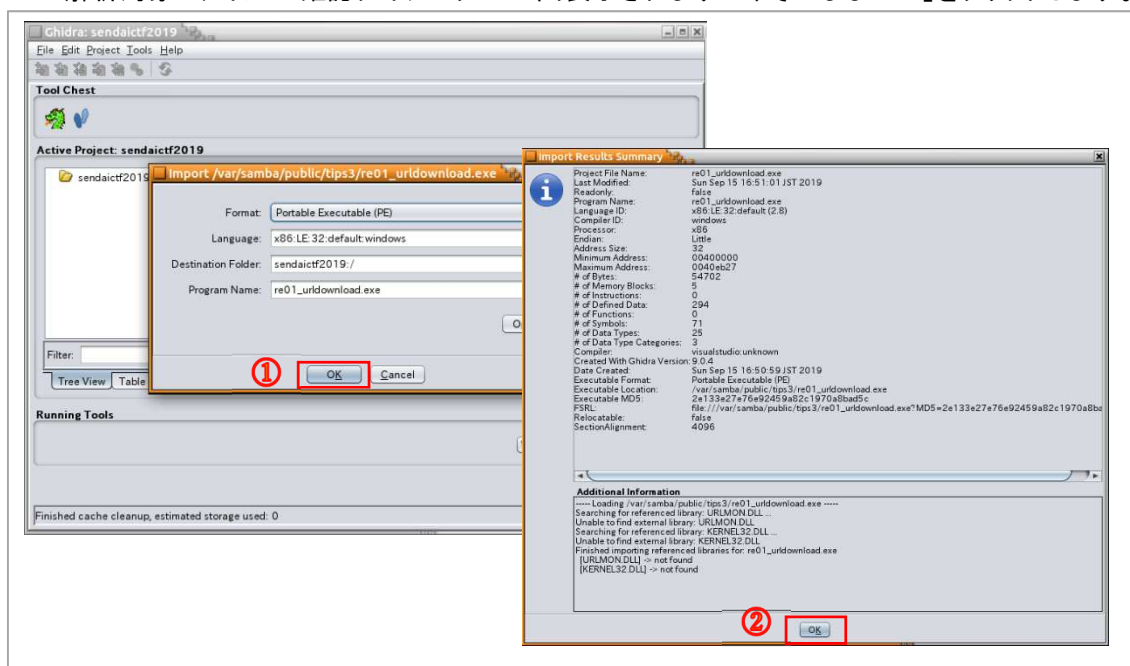 Ghidra: sendaictf2019
File Edit Project Tools Help
Tool Chest
Active Project: sendaictf2019
sendaictf2019
Filter:
Tree View Table
Running Tools
Finished cache cleanup, estimated storage used: 0
Import /var/samba/public/tips3/re01_urldownload.exe
Format: Portable Executable (PE)
Language: x86:LE:32:default:windows
Destination Folder: sendaictf2019:/
Program Name: re01_urldownload.exe
① OK Cancel
Import Results Summary
Project File Name: re01_urldownload.exe
Last Modified: Sun Sep 15 16:51:01 JST 2019
Readonly: false
Program Name: re01_urldownload.exe
Language ID: x86:LE:32:default (2.8)
Compiler ID: windows
Processor: x86
Endian: Little
Address Size: 32
Minimum Address: 00400000
Maximum Address: 0040eb27
# of Bytes: 54702
# of Memory Blocks: 5
# of Instructions: 0
# of Defined Data: 294
# of Functions: 0
# of Symbols: 71
# of Data Types: 25
# of Data Type Categories: 3
Compiler: visualstudio:unknown
Created With Ghidra Version: 9.0.4
Date Created: Sun Sep 15 16:50:59 JST 2019
Executable Format: Portable Executable (PE)
Executable Location: /var/samba/public/tips3/re01_urldownload.exe
Executable MD5: 2e133e27e76e92459a82c1970a8bad5c
FSRL: file:///var/samba/public/tips3/re01_urldownload.exe?MD5=2e133e27e76e92459a82c1970a8ba
Relocatable: false
SectionAlignment: 4096
Additional Information
----- Loading /var/samba/public/tips3/re01_urldownload.exe -----
Searching for referenced library: URLMON.DLL ...
Unable to find external library: URLMON.DLL
Searching for referenced library: KERNEL32.DLL ...
Unable to find external library: KERNEL32.DLL
Finished importing referenced libraries for: re01_urldownload.exe
[URLMON.DLL] -> not found
[KERNEL32.DLL] -> not found
② OK